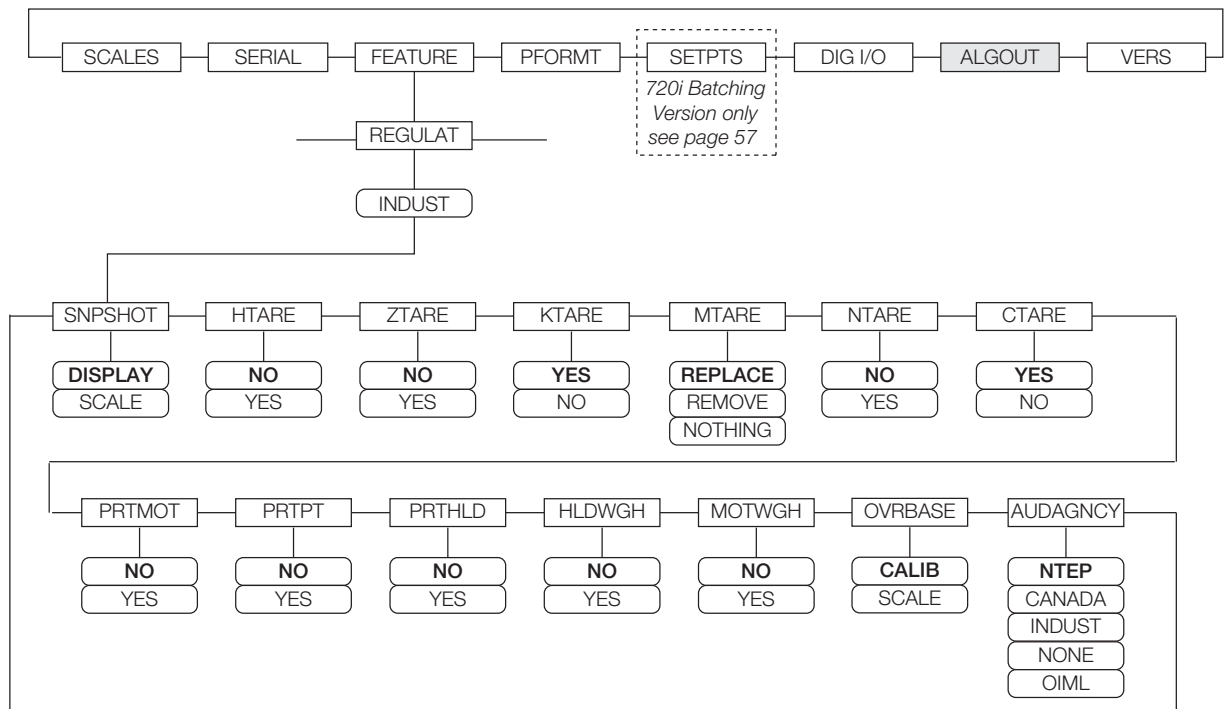 SCALES SERIAL FEATURE PFORMT SETPTS DIG I/O ALGOUT VERS
720i Batching
Version only
see page 57
REGULAT
INDUST
SNPSHOT HTARE ZTARE KTARE MTARE NTARE CTARE
DISPLAY NO NO YES REPLACE NO YES
SCALE YES YES NO REMOVE YES NO
NOTHING
PRTMOT PRTPT PRTHLD HLDWGH MOTWGH OVRBASE AUDAGNCY
NO NO NO NO NO CALIB NTEP
YES YES YES YES YES SCALE CANADA
INDUST
NONE
OIML